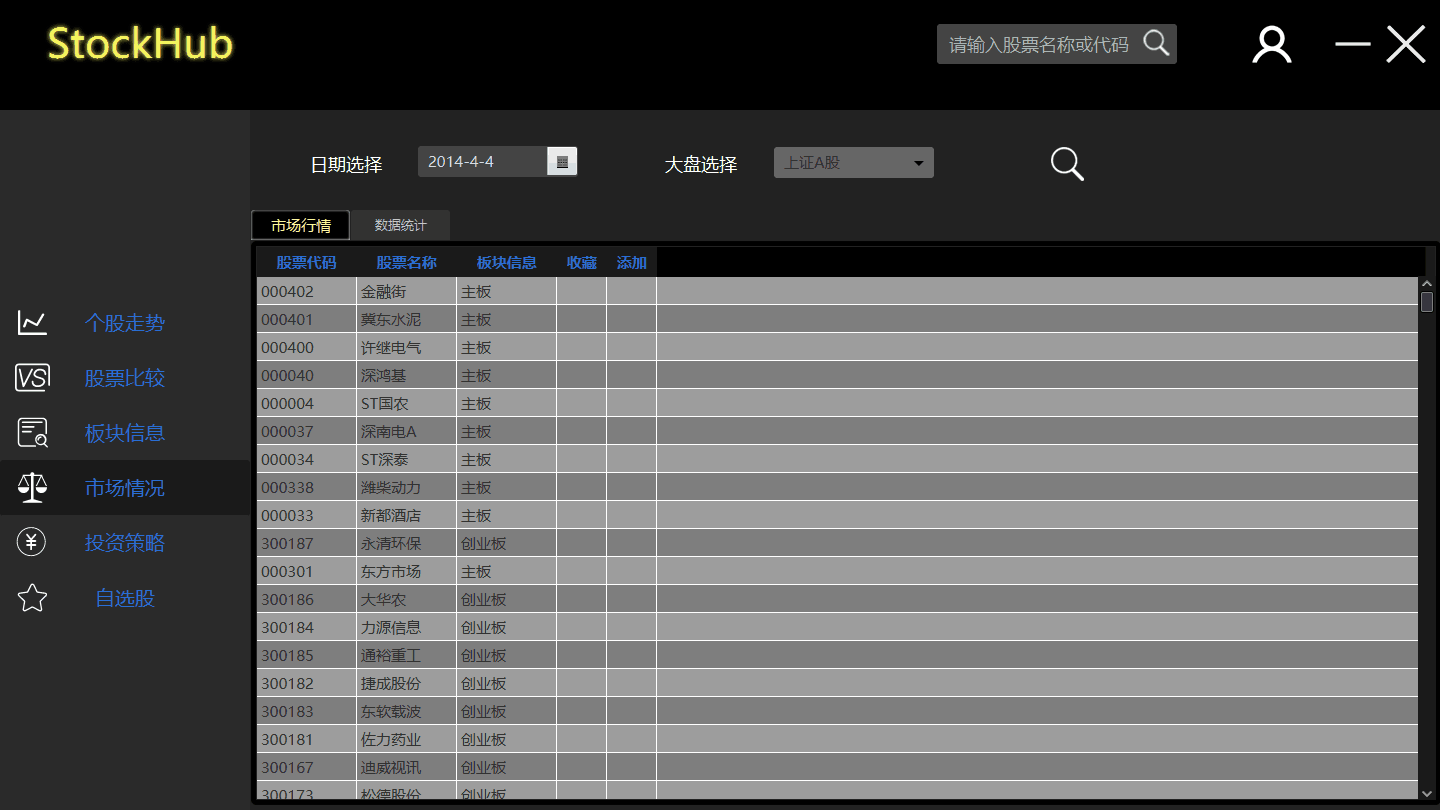 StockHub
请输入股票名称或代码
日期选择 2014-4-4 大盘选择 上证A股
市场行情 数据统计
个股走势
VS 股票比较
板块信息
市场情况
¥ 投资策略
自选股
股票代码 股票名称 板块信息 收藏 添加
000402 金融街 主板
000401 冀东水泥 主板
000400 许继电气 主板
000040 深鸿基 主板
000004 ST国农 主板
000037 深南电A 主板
000034 ST深泰 主板
000338 潍柴动力 主板
000033 新都酒店 主板
300187 永清环保 创业板
000301 东方市场 主板
300186 大华农 创业板
300184 力源信息 创业板
300185 通裕重工 创业板
300182 捷成股份 创业板
300183 东软载波 创业板
300181 佐力药业 创业板
300167 迪威视讯 创业板
300173 松德股份 创业板